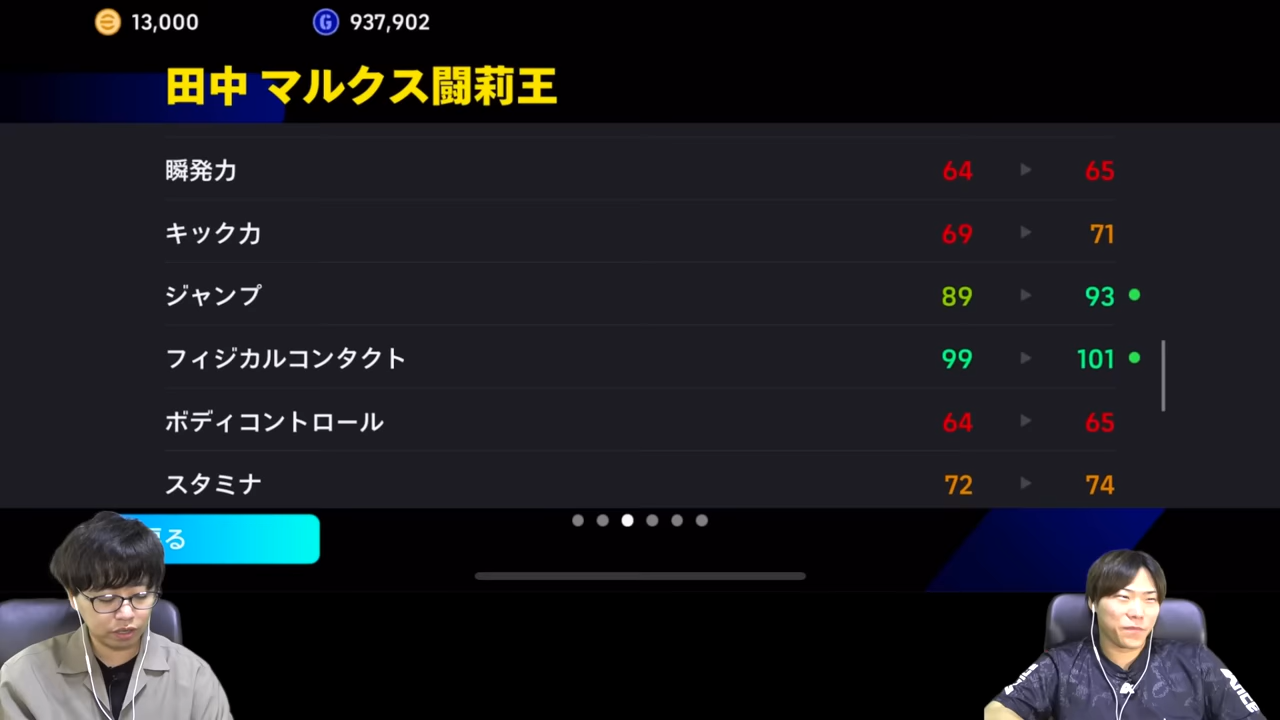 13,000
937,902
田中 マルクス闘莉王
瞬発力 64 ▶ 65
キック力 69 ▶ 71
ジャンプ 89 ▶ 93
フィジカルコンタクト 99 ▶ 101
ボディコントロール 64 ▶ 65
スタミナ 72 ▶ 74
戻る